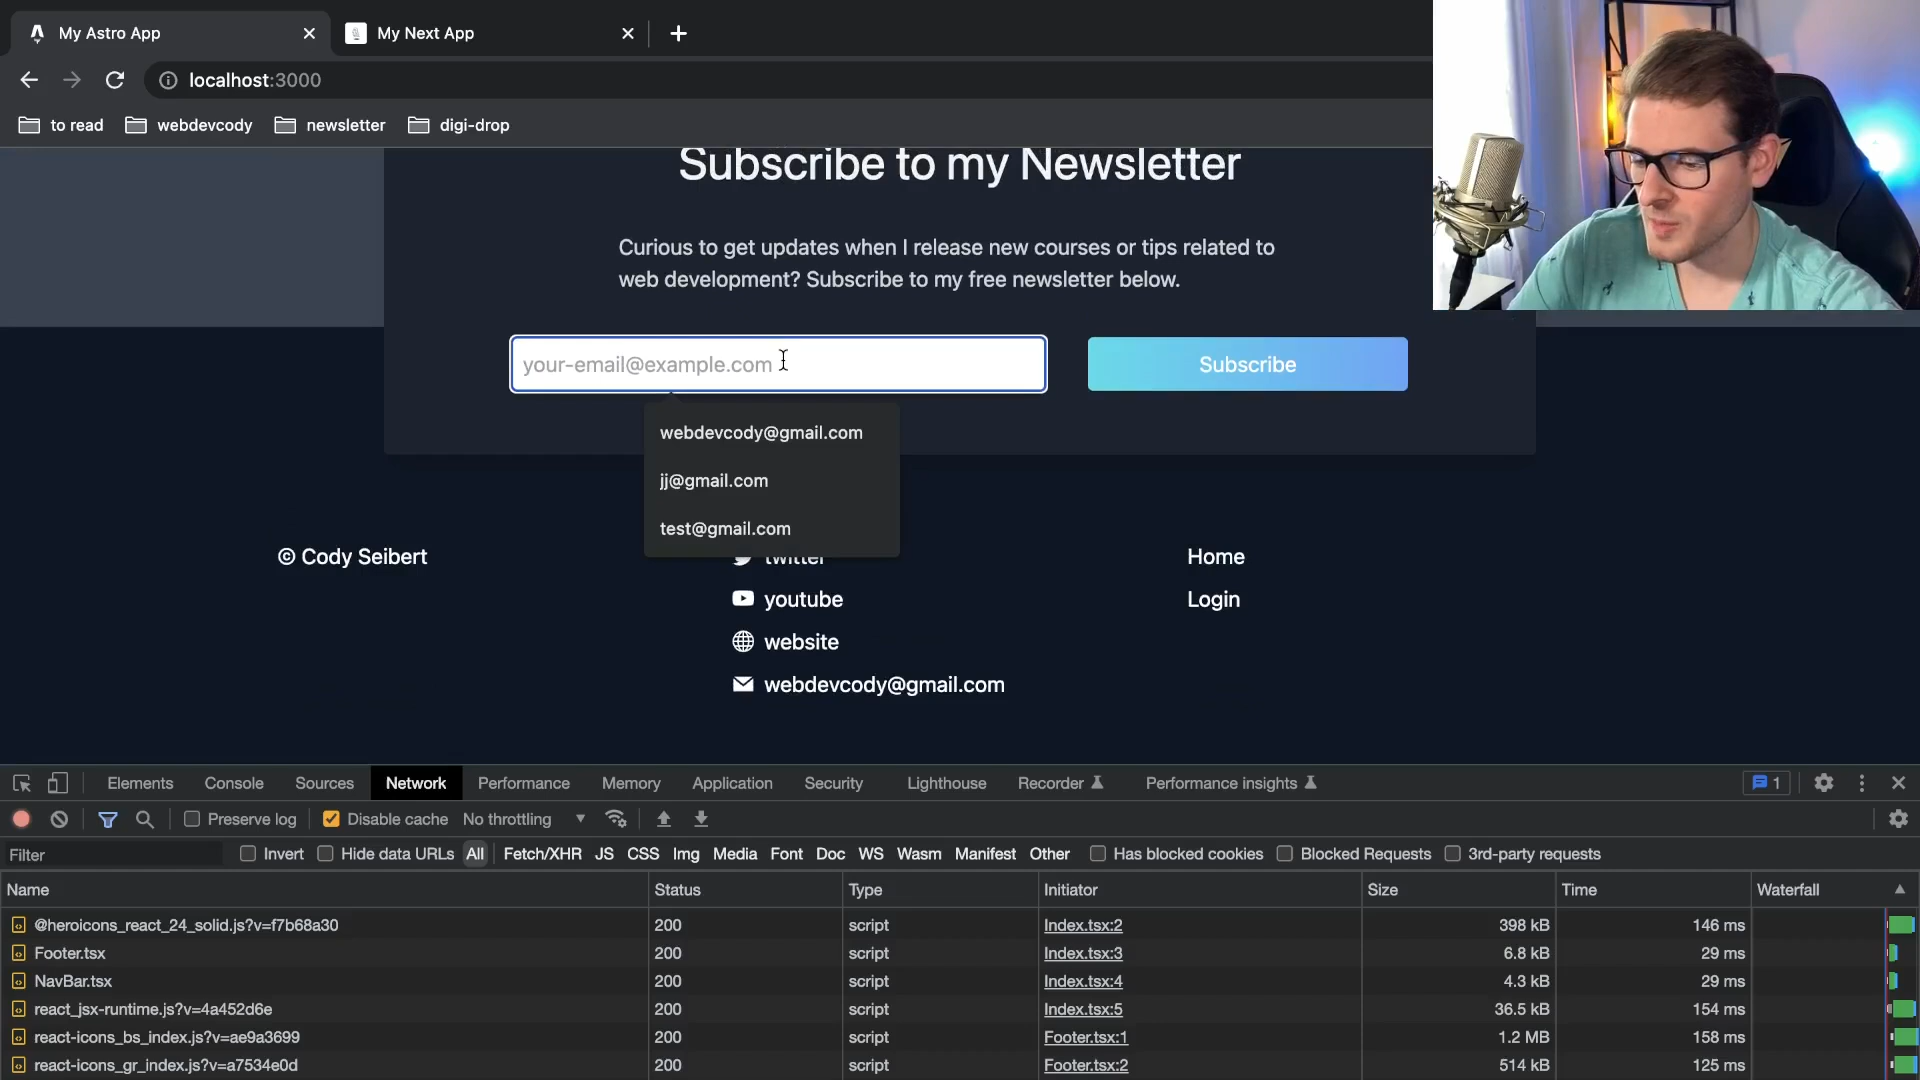 My Astro App
My Next App
localhost:3000
to read
webdevcody
newsletter
digi-drop
Subscribe to my Newsletter
Curious to get updates when I release new courses or tips related to
web development? Subscribe to my free newsletter below.
your-email@example.com
Subscribe
webdevcody@gmail.com
jj@gmail.com
test@gmail.com
© Cody Seibert
twitter
youtube
website
webdevcody@gmail.com
Home
Login
Elements Console Sources Network Performance Memory Application Security Lighthouse Recorder Performance insights 1
Preserve log Disable cache No throttling
Filter Invert Hide data URLs All Fetch/XHR JS CSS Img Media Font Doc WS Wasm Manifest Other Has blocked cookies Blocked Requests 3rd-party requests
Name Status Type Initiator Size Time Waterfall
@heroicons_react_24_solid.js?v=f7b68a30 200 script Index.tsx:2 398 kB 146 ms
Footer.tsx 200 script Index.tsx:3 6.8 kB 29 ms
NavBar.tsx 200 script Index.tsx:4 4.3 kB 29 ms
react_jsx-runtime.js?v=4a452d6e 200 script Index.tsx:5 36.5 kB 154 ms
react-icons_bs_index.js?v=ae9a3699 200 script Footer.tsx:1 1.2 MB 158 ms
react-icons_gr_index.js?v=a7534e0d 200 script Footer.tsx:2 514 kB 125 ms